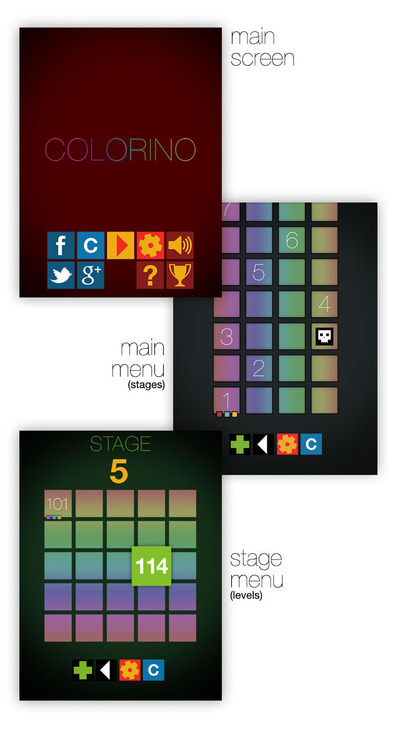 main
screen
COLORINO
f C
g+ ?
7
6
5
4
3
2
1
main
menu
(stages)
C
STAGE
5
101
114
stage
menu
(levels)
C